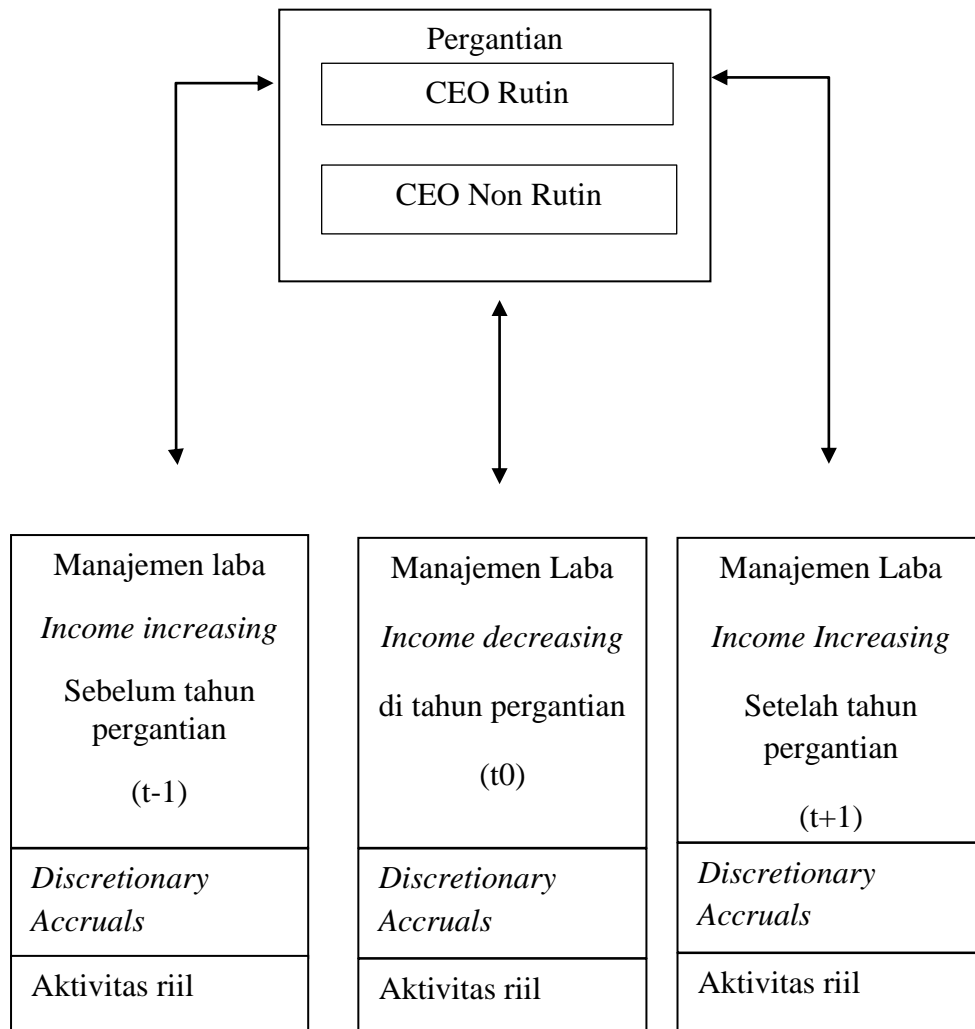 Pergantian
CEO Rutin
CEO Non Rutin
Manajemen laba
Income increasing
Sebelum tahun
pergantian
(t-1)
Discretionary
Accruals
Aktivitas riil
Manajemen Laba
Income decreasing
di tahun pergantian
(t0)
Discretionary
Accruals
Aktivitas riil
Manajemen Laba
Income Increasing
Setelah tahun
pergantian
(t+1)
Discretionary
Accruals
Aktivitas riil